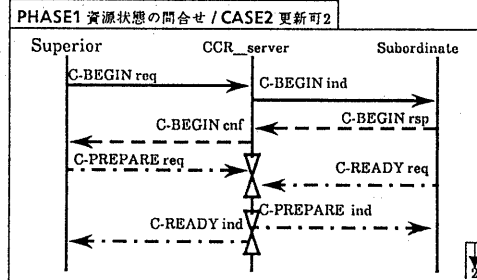 PHASE1 資源状態の問合せ / CASE2 更新可2
Superior CCR_server Subordinate
C-BEGIN req
C-BEGIN ind
C-BEGIN rsp
C-BEGIN cnf
C-PREPARE req
C-READY req
C-PREPARE ind
C-READY ind
2